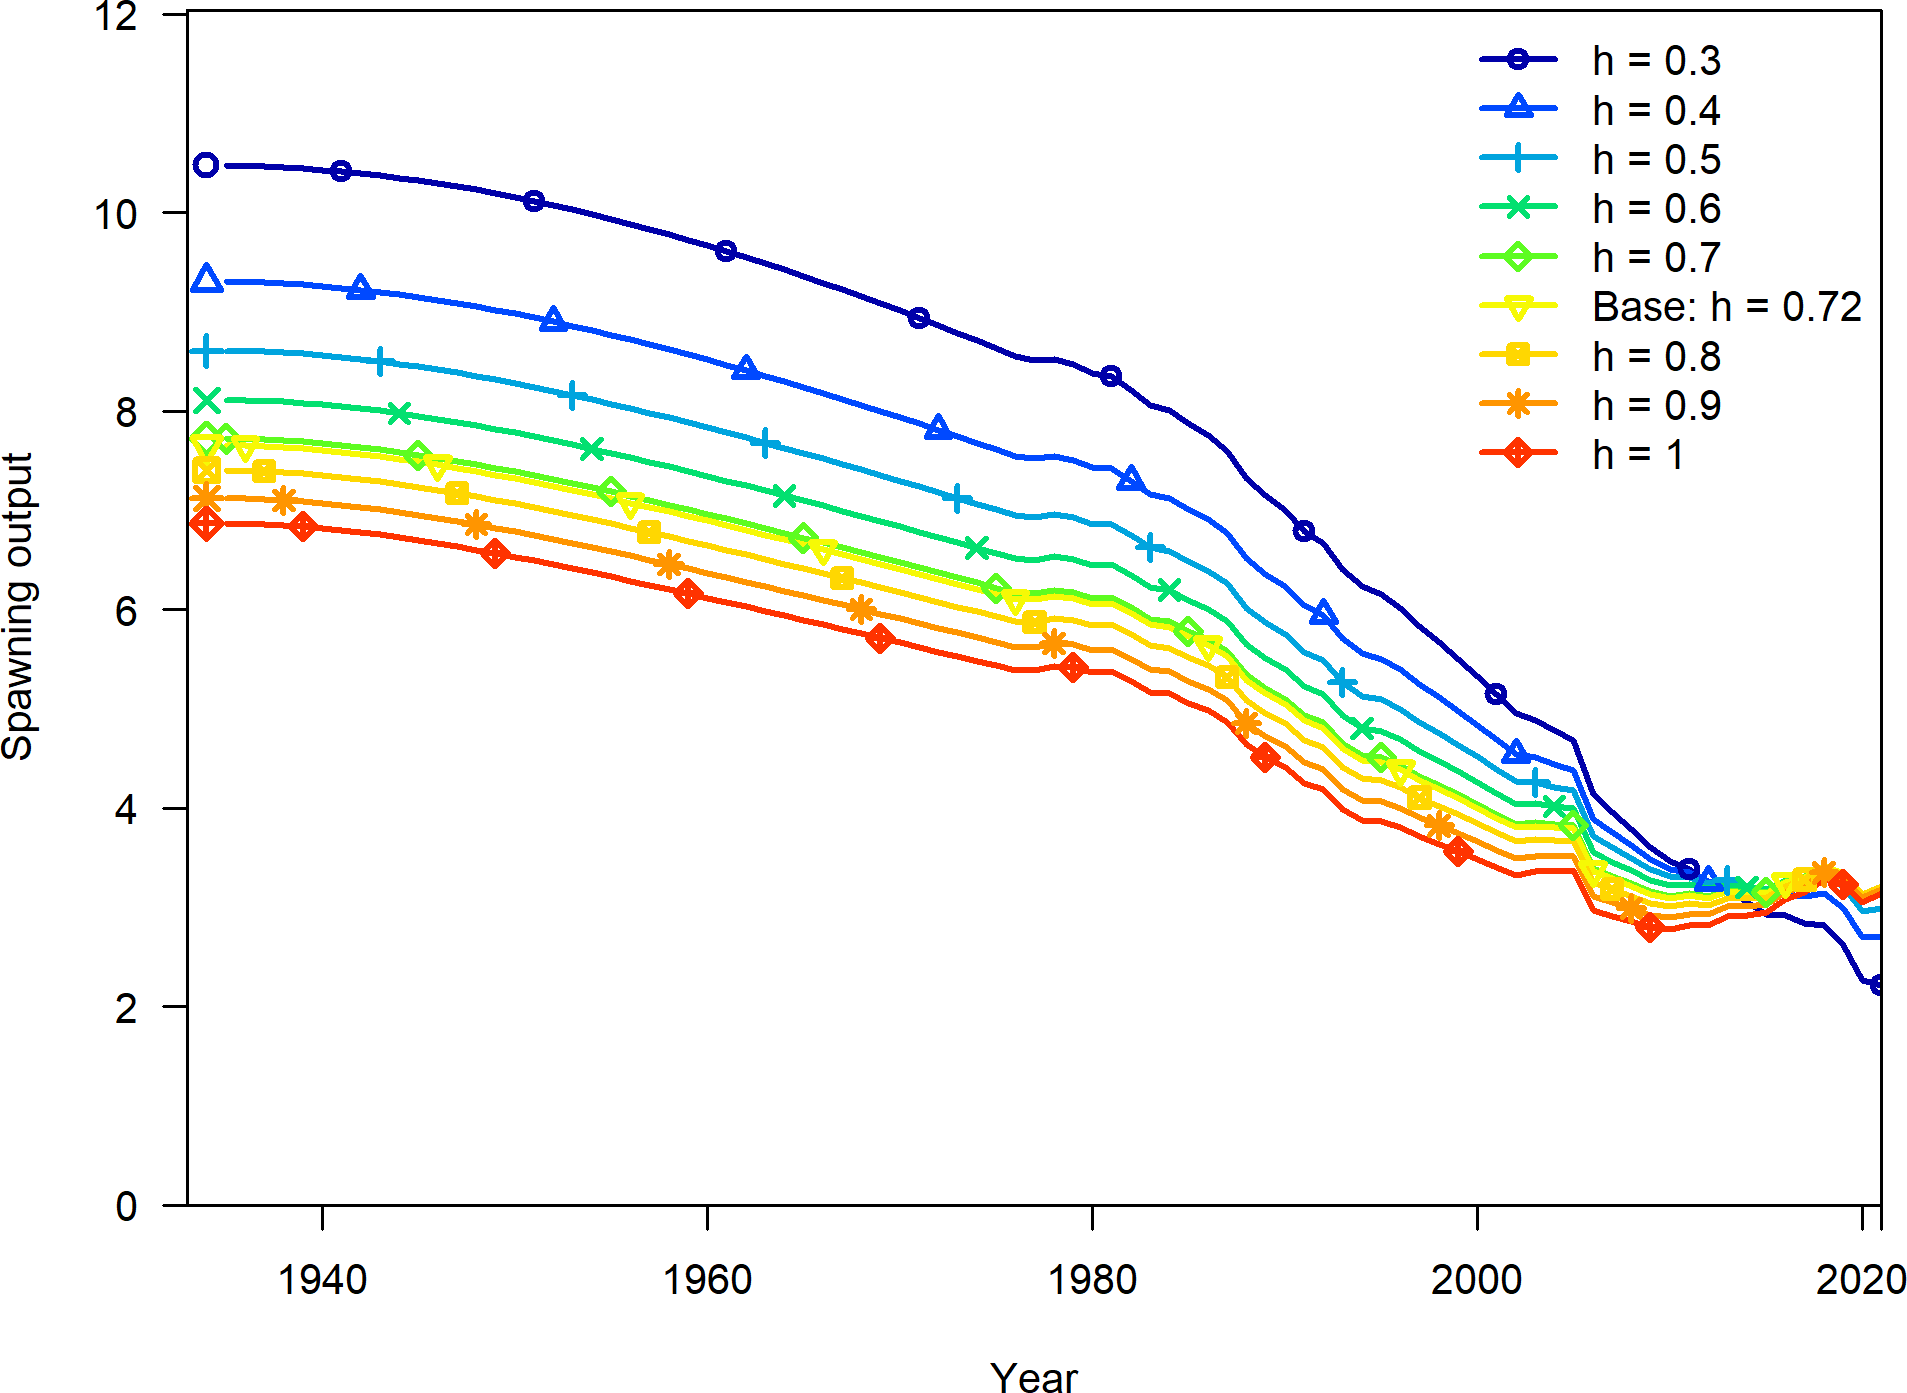 12
10
8
6
4
2
0
Spawning output
h = 0.3
h = 0.4
h = 0.5
h = 0.6
h = 0.7
Base: h = 0.72
h = 0.8
h = 0.9
h = 1
1940
1960
1980
2000
2020
Year